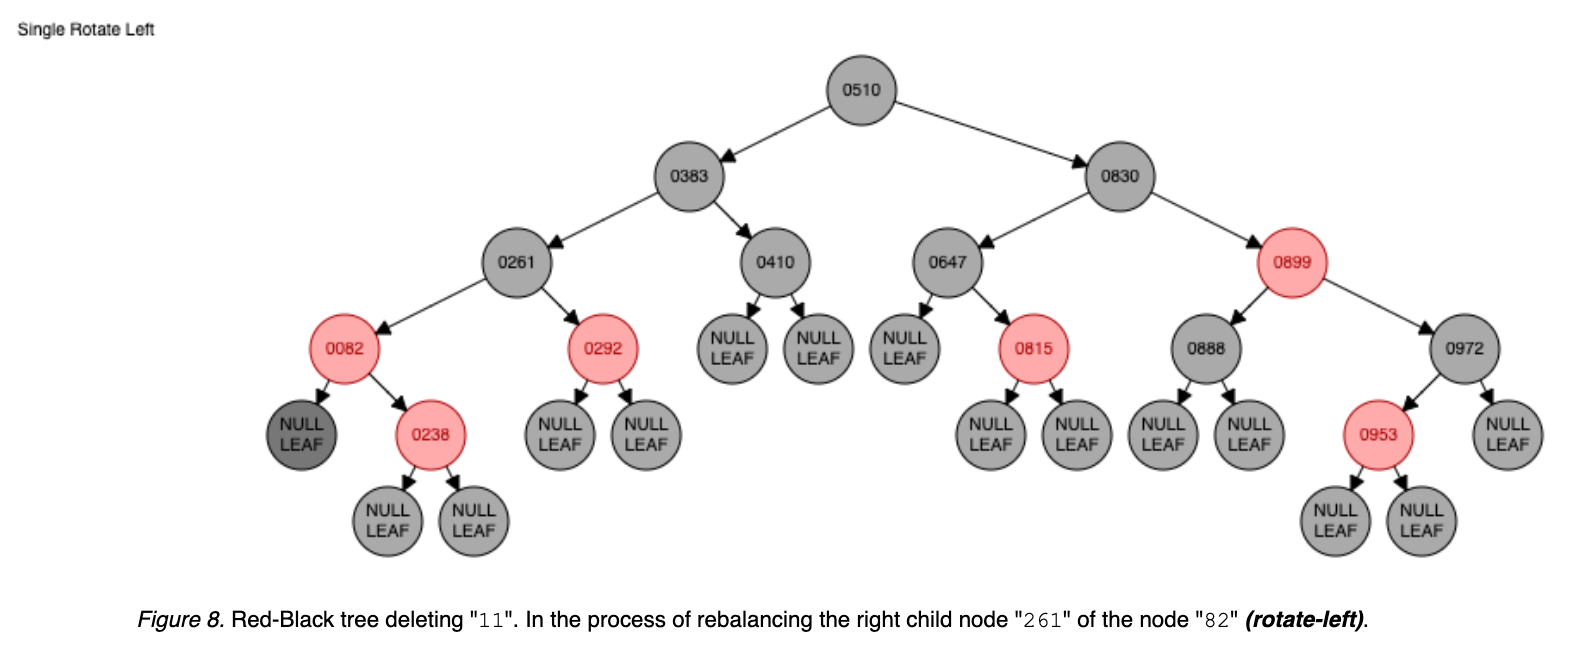 Single Rotate Left
0510
0383
0830
0261
0410
0647
0899
0082
0292
NULL
LEAF
NULL
LEAF
NULL
LEAF
0815
0888
0972
NULL
LEAF
0238
NULL
LEAF
NULL
LEAF
NULL
LEAF
NULL
LEAF
NULL
LEAF
NULL
LEAF
0953
NULL
LEAF
NULL
LEAF
NULL
LEAF
NULL
LEAF
NULL
LEAF
Figure 8. Red-Black tree deleting "11". In the process of rebalancing the right child node "261" of the node "82" (rotate-left).